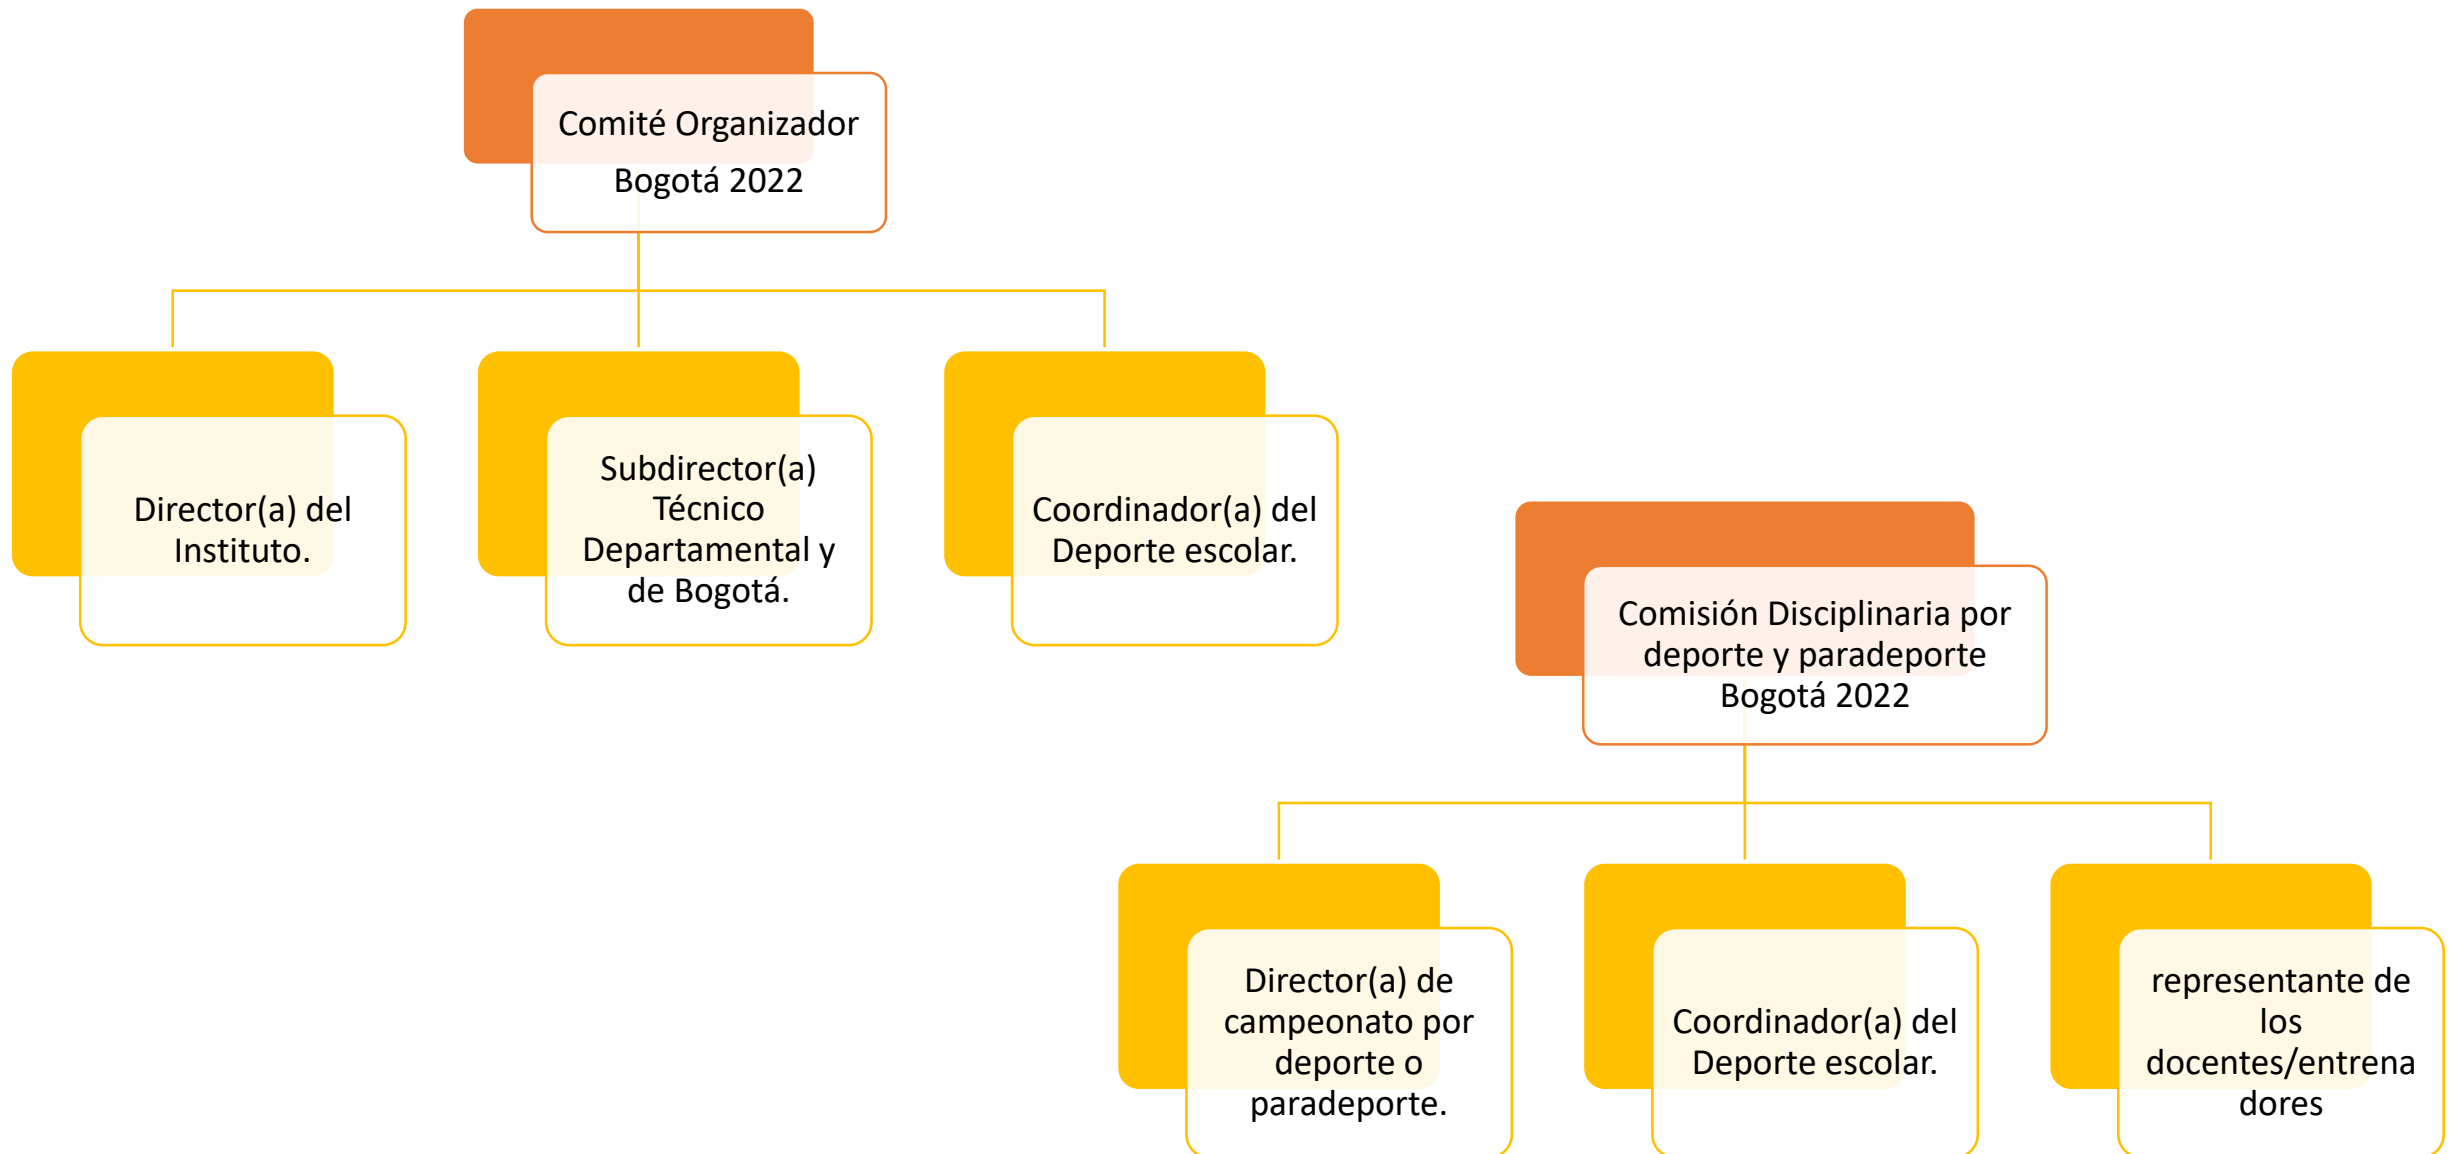 Comité Organizador
Bogotá 2022
Director(a) del
Instituto.
Subdirector(a)
Técnico
Departamental y
de Bogotá.
Coordinador(a) del
Deporte escolar.
Comisión Disciplinaria por
deporte y paradeporte
Bogotá 2022
Director(a) de
campeonato por
deporte o
paradeporte.
Coordinador(a) del
Deporte escolar.
representante de
los
docentes/entrena
dores